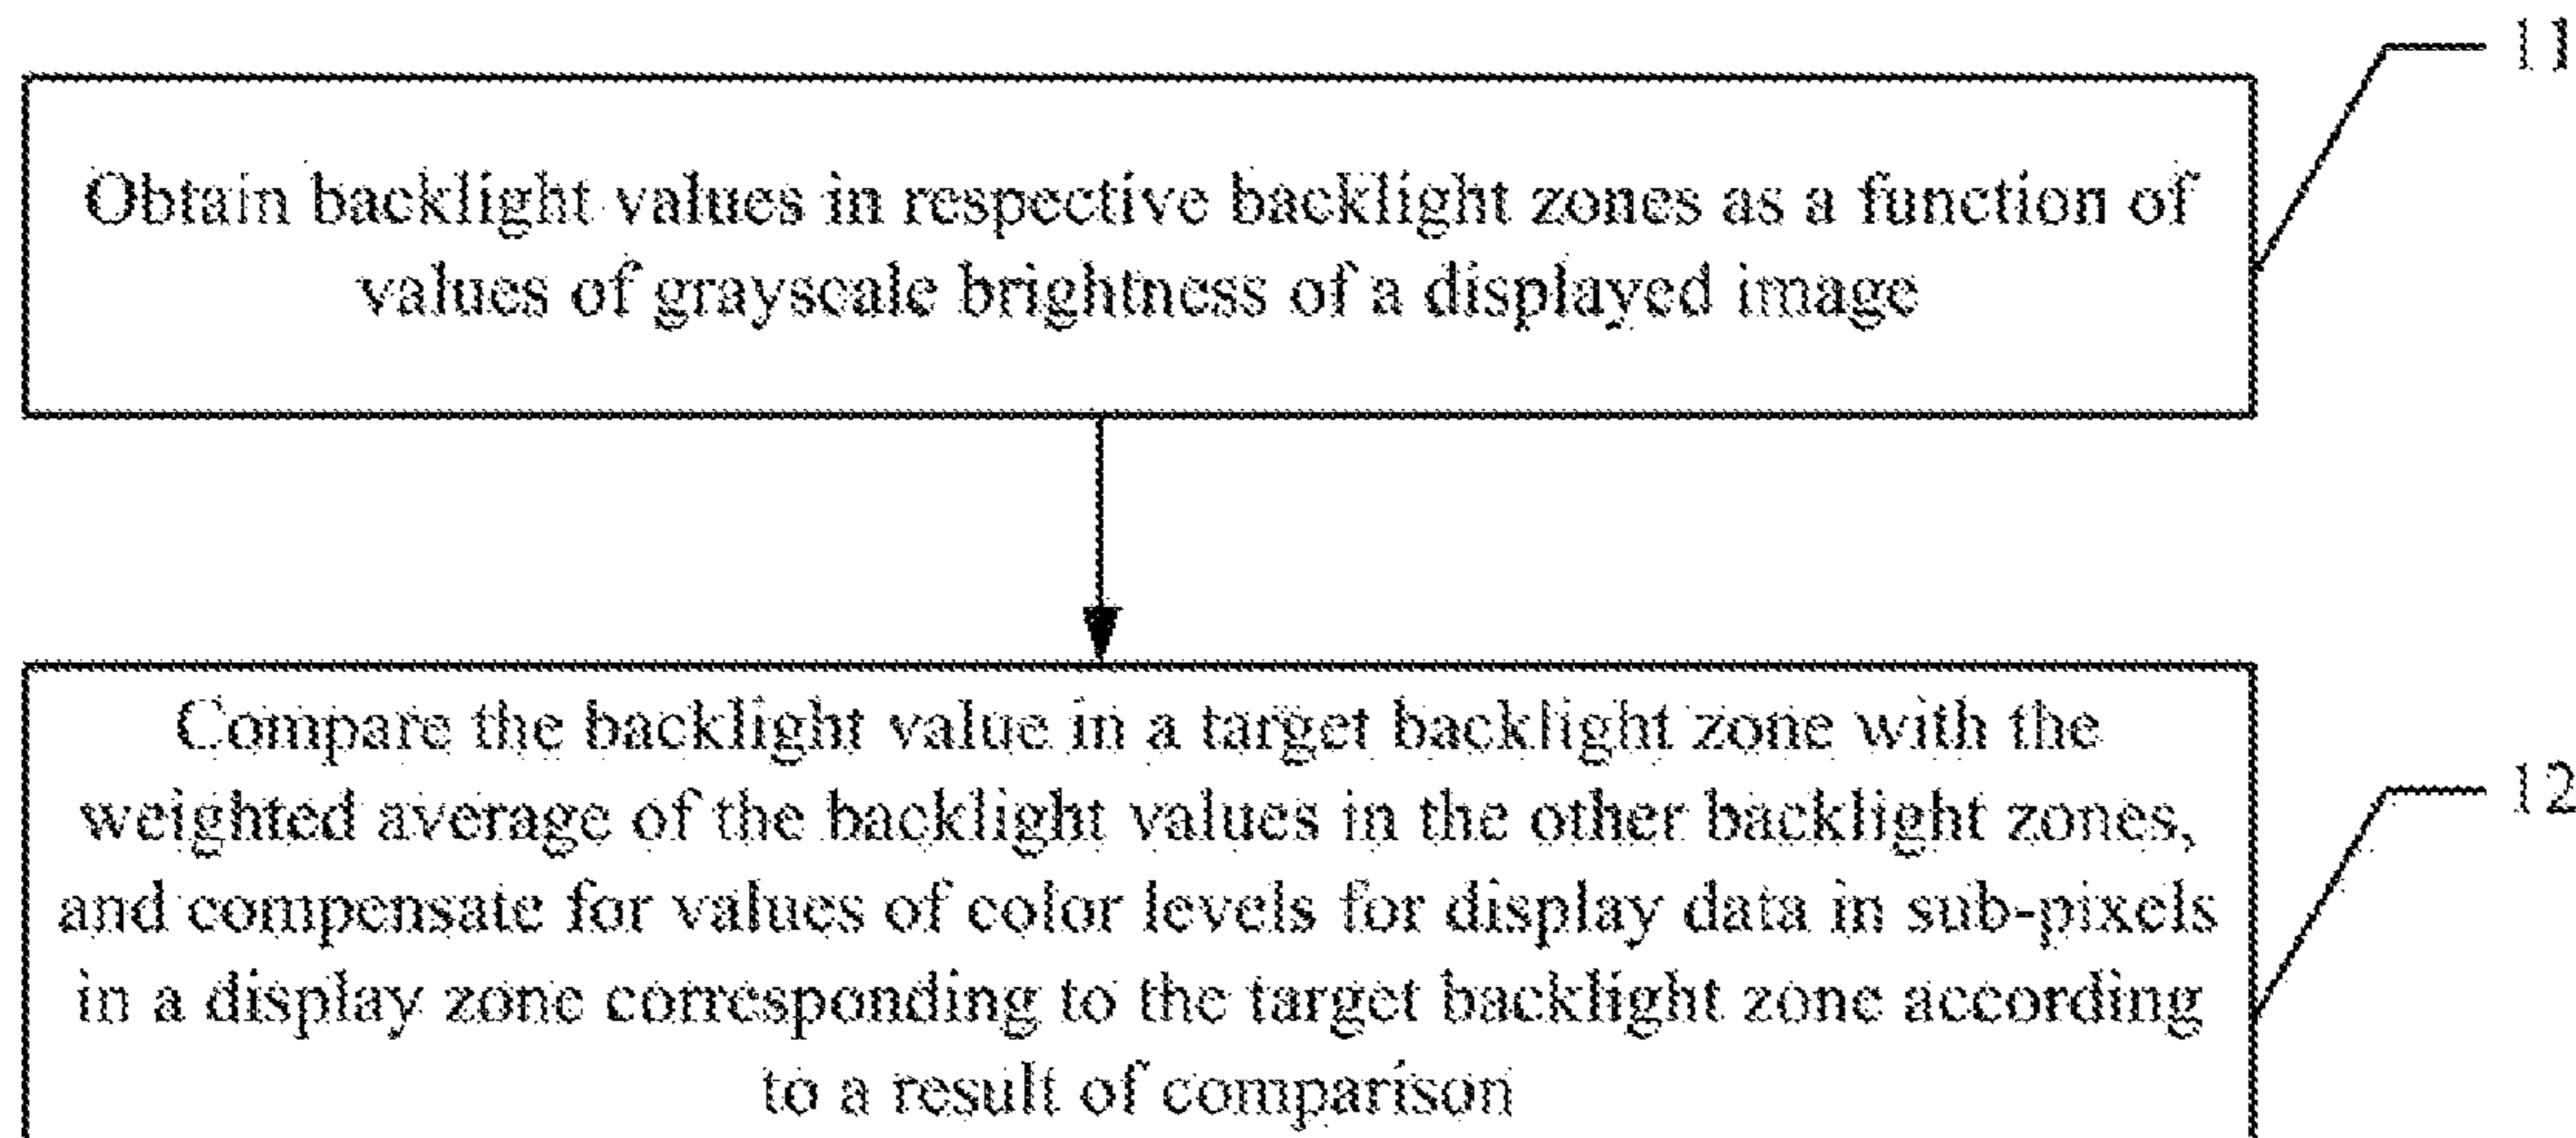 11
Obtain backlight values in respective backlight zones as a function of
values of grayscale brightness of a displayed image
Compare the backlight value in a target backlight zone with the
weighted average of the backlight values in the other backlight zones,
12
and compensate for values of color levels for display data in sub-pixels
in a display zone corresponding to the target backlight zone according
to a result of comparison